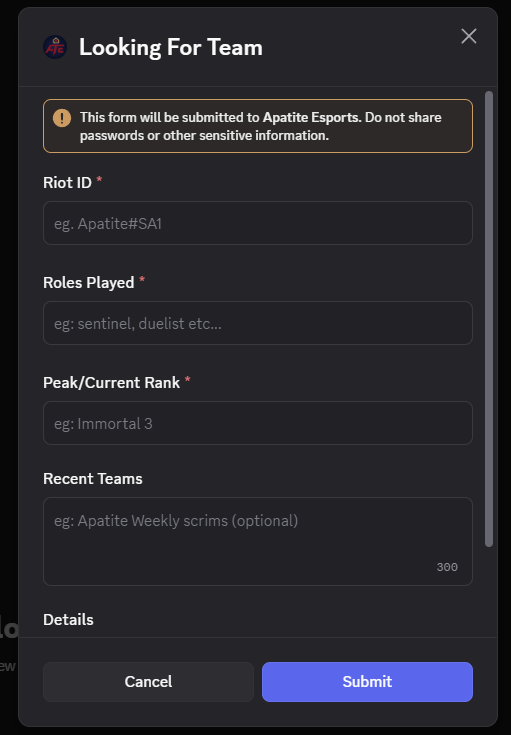 Looking For Team
This form will be submitted to Apatite Esports. Do not share
passwords or other sensitive information.
Riot ID *
eg. Apatite#SA1
Roles Played *
eg: sentinel, duelist etc...
Peak/Current Rank *
eg: Immortal 3
Recent Teams
eg: Apatite Weekly scrims (optional)
300
Details
lo
ew
Cancel
Submit